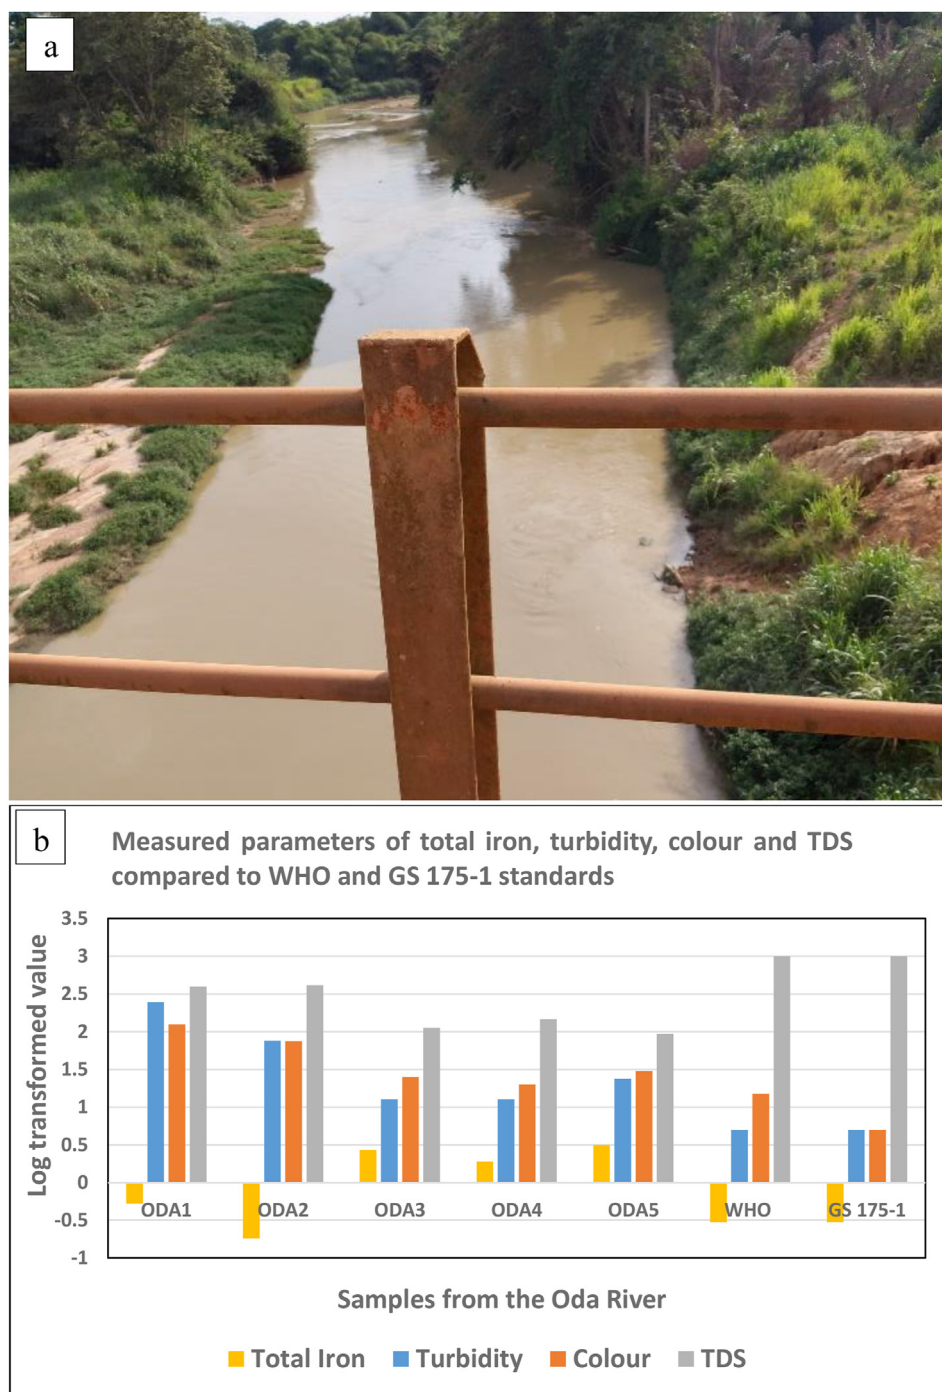 a
b
Measured parameters of total iron, turbidity, colour and TDS
compared to WHO and GS 175-1 standards
Log transformed value
3.5
3
2.5
2
1.5
1
0.5
0
-0.5
-1
ODA1 ODA2 ODA3 ODA4 ODA5 WHO GS 175-1
Samples from the Oda River
Total Iron Turbidity Colour TDS